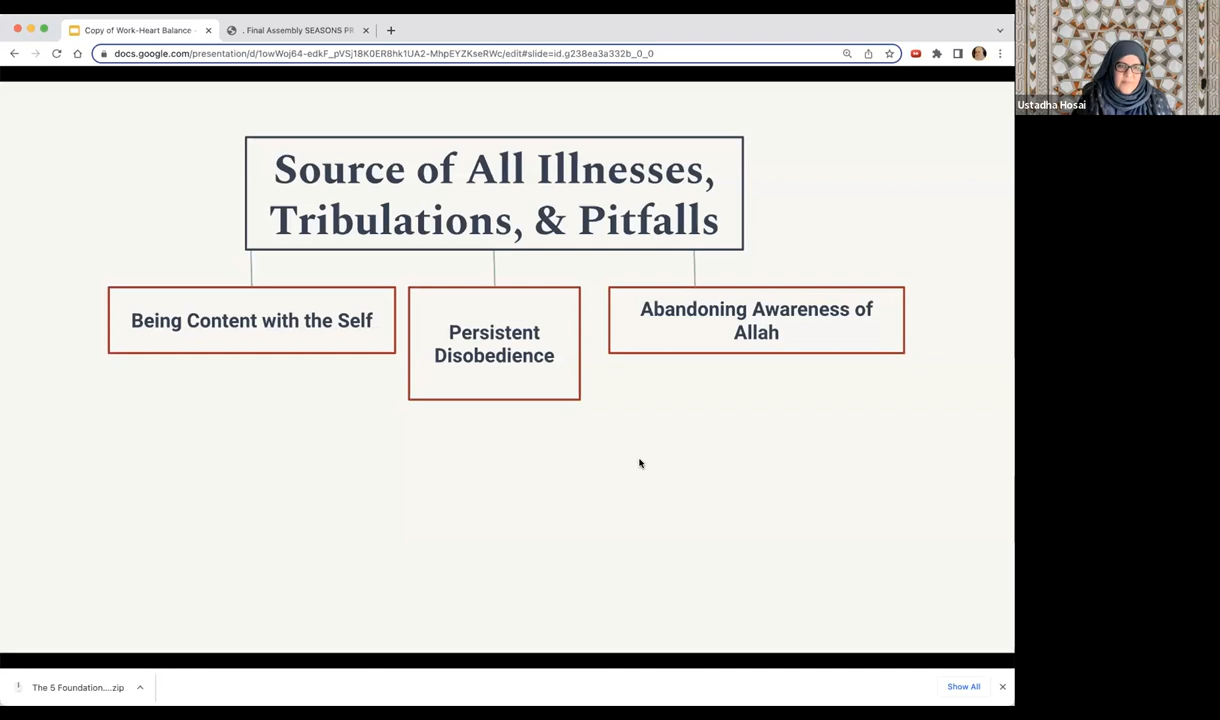 Copy of Work-Heart Balance -
. Final Assembly SEASONS PR
docs.google.com/presentation/d/1owWoj64-edkF_pVSj18K0ER8hk1UA2-MhpEYZKseRWc/edit#slide=id.g238ea3a332b_0_0
Ustadha Hosai
Source of All Illnesses,
Tribulations, & Pitfalls
Being Content with the Self
Persistent
Disobedience
Abandoning Awareness of
Allah
The 5 Foundation....zip
Show All